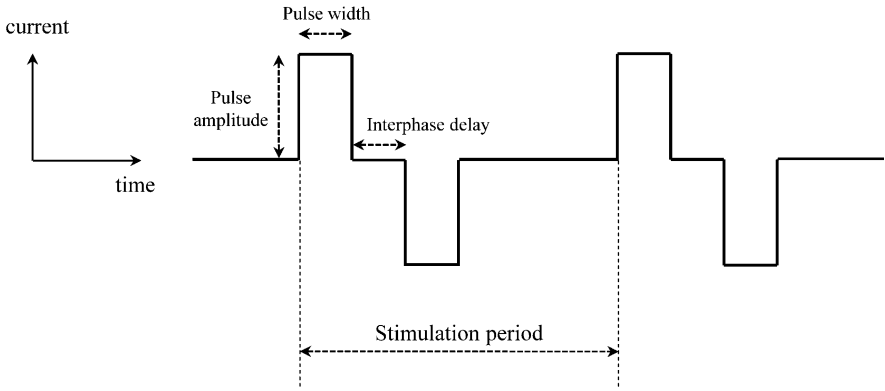 Pulse width
current
Pulse
amplitude
Interphase delay
time
Stimulation period